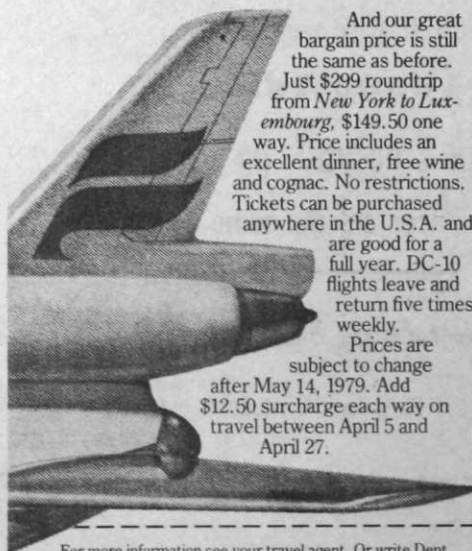 And our great
bargain price is still
the same as before.
Just $299 roundtrip
from New York to Lux-
embourg, $149.50 one
way. Price includes an
excellent dinner, free wine
and cognac. No restrictions.
Tickets can be purchased
anywhere in the U.S.A. and
are good for a
full year. DC-10
flights leave and
return five times
weekly.
Prices are
subject to change
after May 14, 1979. Add
$12.50 surcharge each way on
travel between April 5 and
April 27.
For more information see your travel agent. Or write Dept.